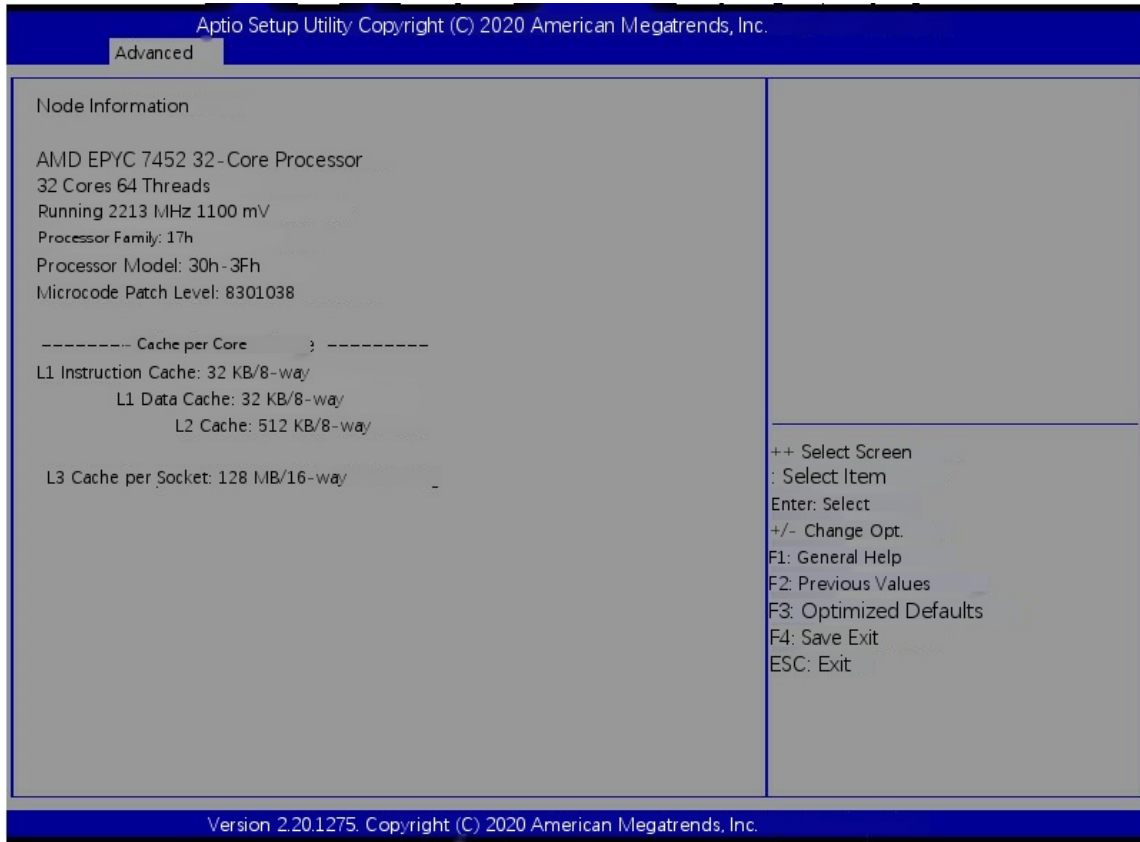 Aptio Setup Utility Copyright (C) 2020 American Megatrends, Inc.
Advanced
Node Information
AMD EPYC 7452 32-Core Processor
32 Cores 64 Threads
Running 2213 MHz 1100 mV
Processor Family: 17h
Processor Model: 30h-3Fh
Microcode Patch Level: 8301038
--------- Cache per Core ---------
L1 Instruction Cache: 32 KB/8-way
L1 Data Cache: 32 KB/8-way
L2 Cache: 512 KB/8-way
L3 Cache per Socket: 128 MB/16-way
++ Select Screen
: Select Item
Enter: Select
+/- Change Opt.
F1: General Help
F2: Previous Values
F3: Optimized Defaults
F4: Save Exit
ESC: Exit
Version 2.20.1275. Copyright (C) 2020 American Megatrends, Inc.